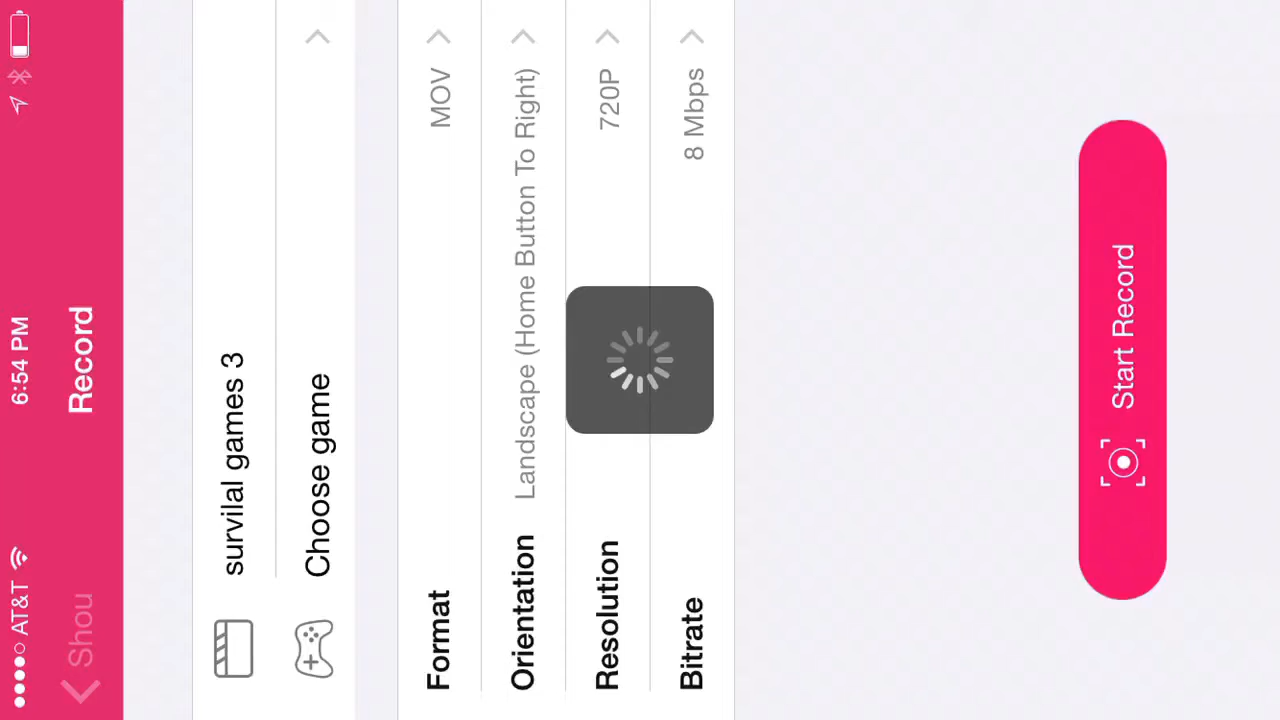 AT&T 6:54 PM
Shou Record
survilal games 3
Choose game
Format MOV
Orientation Landscape (Home Button To Right)
Resolution 720P
Bitrate 8 Mbps
Start Record